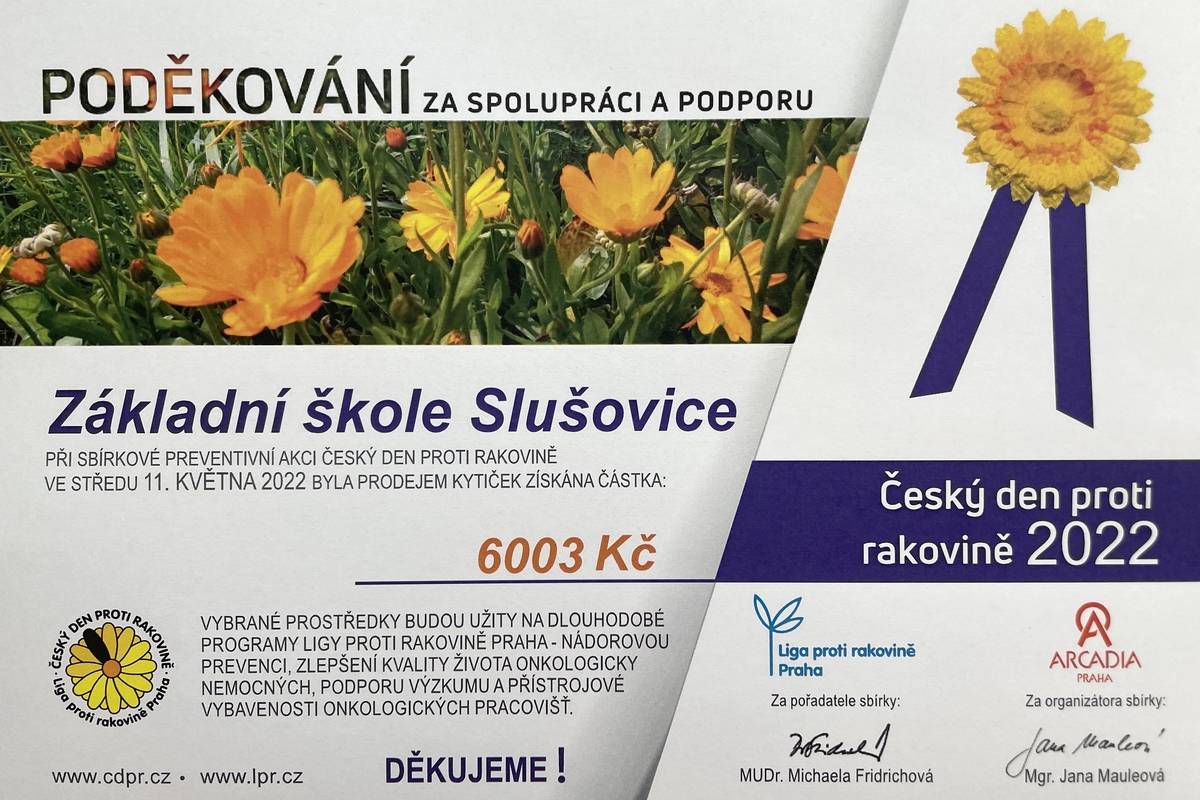 PODĚKOVÁNÍ ZA SPOLUPRÁCI A PODPORU
Základní škole Slušovice
PŘI SBÍRKOVÉ PREVENTIVNÍ AKCI ČESKÝ DEN PROTI RAKOVINĚ
VE STŘEDU 11. KVĚTNA 2022 BYLA PRODEJEM KYTIČEK ZÍSKÁNA ČÁSTKA:
6003 Kč
Český den proti
rakovině 2022
ČESKÝ DEN PROTI RAKOVINĚ
Liga proti rakovině Praha
VYBRANÉ PROSTŘEDKY BUDOU UŽITY NA DLOUHODOBÉ
PROGRAMY LIGY PROTI RAKOVINĚ PRAHA - NÁDOROVOU
PREVENCI, ZLEPŠENÍ KVALITY ŽIVOTA ONKOLOGICKY
NEMOCNÝCH, PODPORU VÝZKUMU A PŘÍSTROJOVÉ
VYBAVENOSTI ONKOLOGICKÝCH PRACOVIŠŤ.
www.cdpr.cz • www.lpr.cz
DĚKUJEME !
Liga proti rakovině
Praha
Za pořadatele sbírky:
MUDr. Michaela Fridrichová
ARCADIA
PRAHA
Za organizátora sbírky:
Jana Mauleová
Mgr. Jana Mauleová